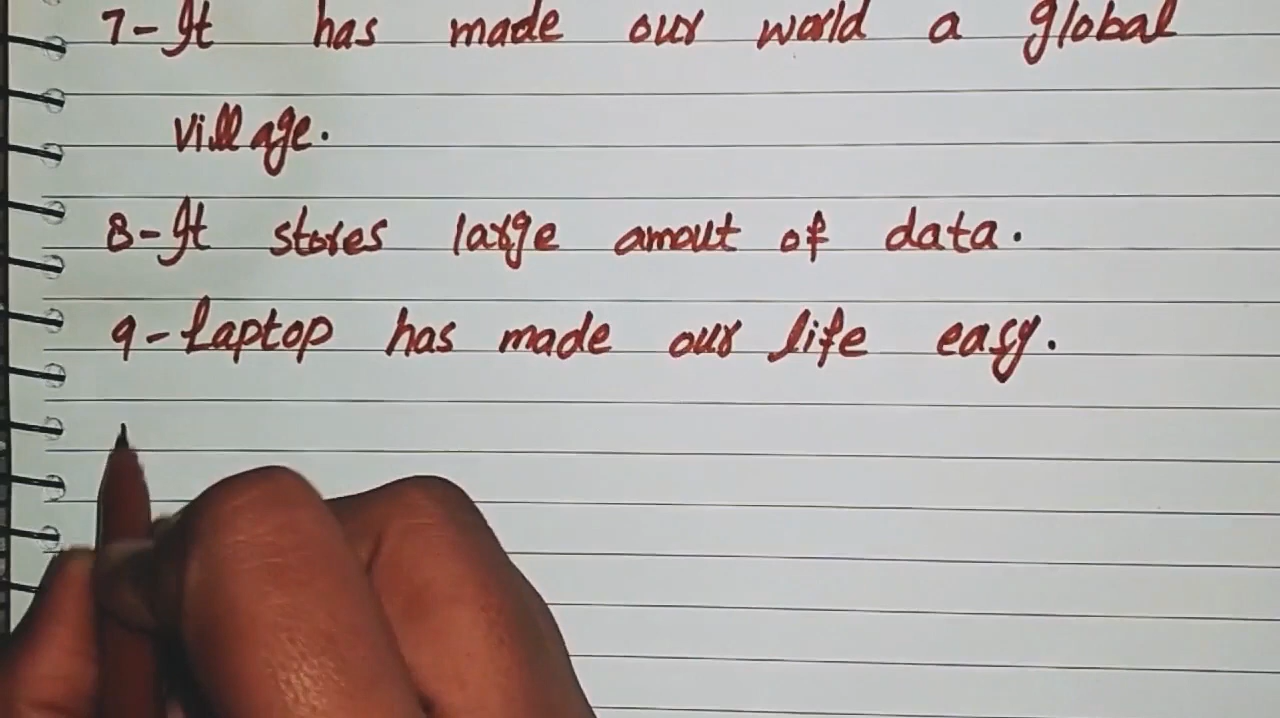 7-It has made our world a global
village.
8-It stores large amout of data.
9-Laptop has made our life easy.